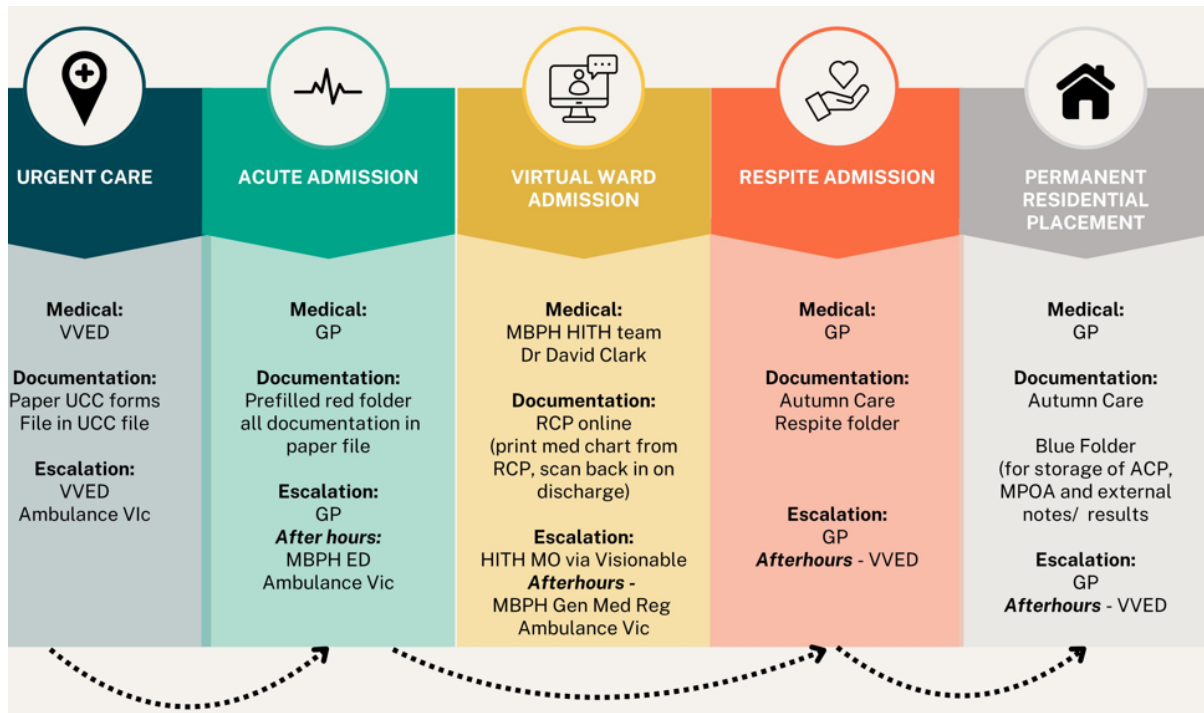 URGENT CARE
Medical:
VVED
Documentation:
Paper UCC forms
File in UCC file
Escalation:
VVED
Ambulance VIc
ACUTE ADMISSION
Medical:
GP
Documentation:
Prefilled red folder
all documentation in
paper file
Escalation:
GP
After hours:
MBPH ED
Ambulance Vic
VIRTUAL WARD
ADMISSION
Medical:
MBPH HITH team
Dr David Clark
Documentation:
RCP online
(print med chart from
RCP, scan back in on
discharge)
Escalation:
HITH MO via Visionable
Afterhours -
MBPH Gen Med Reg
Ambulance Vic
RESPITE ADMISSION
Medical:
GP
Documentation:
Autumn Care
Respite folder
Escalation:
GP
Afterhours - VVED
PERMANENT
RESIDENTIAL
PLACEMENT
Medical:
GP
Documentation:
Autumn Care
Blue Folder
(for storage of ACP,
MPOA and external
notes/ results
Escalation:
GP
Afterhours - VVED